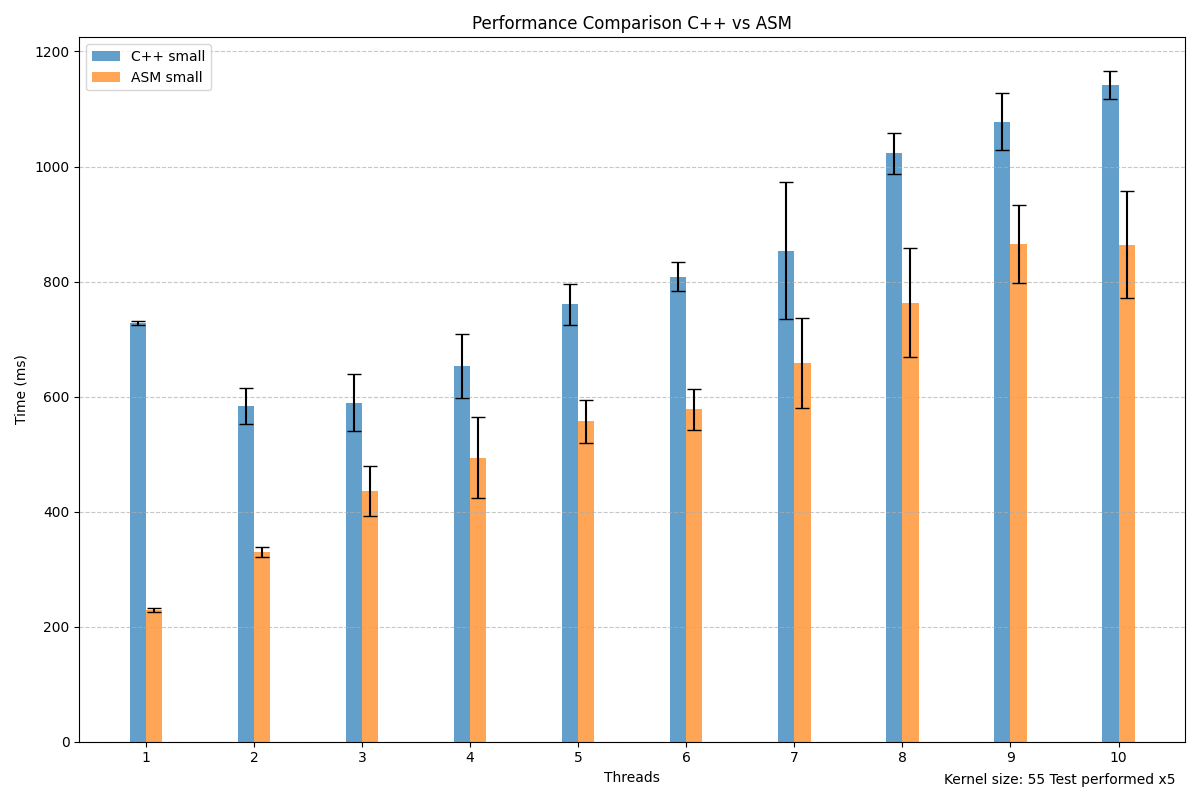 Performance Comparison C++ vs ASM
C++ small
ASM small
Time (ms)
1200
1000
800
600
400
200
0
1 2 3 4 5 6 7 8 9 10
Threads
Kernel size: 55 Test performed x5